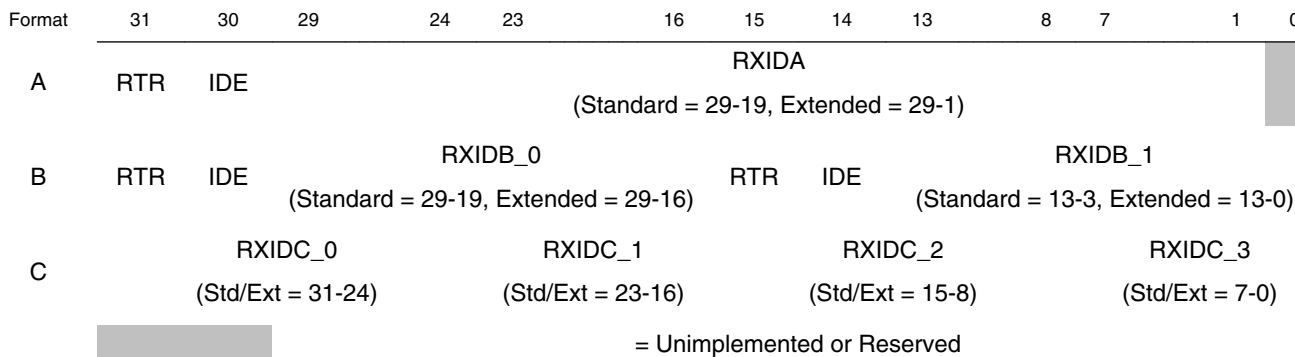 Format 31 30 29 24 23 16 15 14 13 8 7 1 0
RXIDA
A RTR IDE
(Standard = 29-19, Extended = 29-1)
RXIDB_0 RXIDB_1
B RTR IDE RTR IDE
(Standard = 29-19, Extended = 29-16) (Standard = 13-3, Extended = 13-0)
RXIDC_0 RXIDC_1 RXIDC_2 RXIDC_3
C
(Std/Ext = 31-24) (Std/Ext = 23-16) (Std/Ext = 15-8) (Std/Ext = 7-0)
= Unimplemented or Reserved